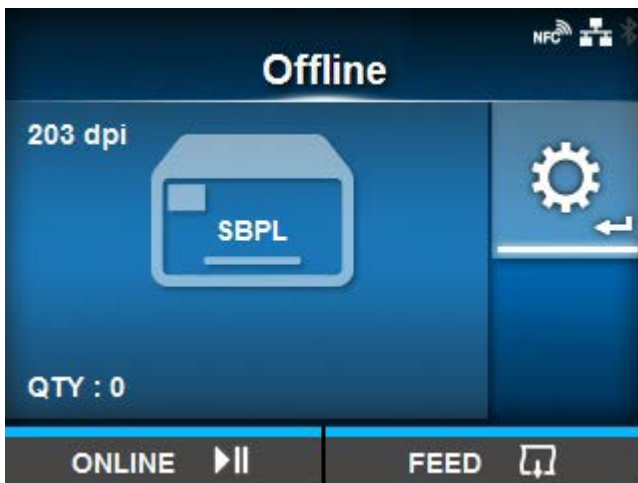 NFC
Offline
203 dpi
SBPL
QTY : 0
ONLINE
FEED